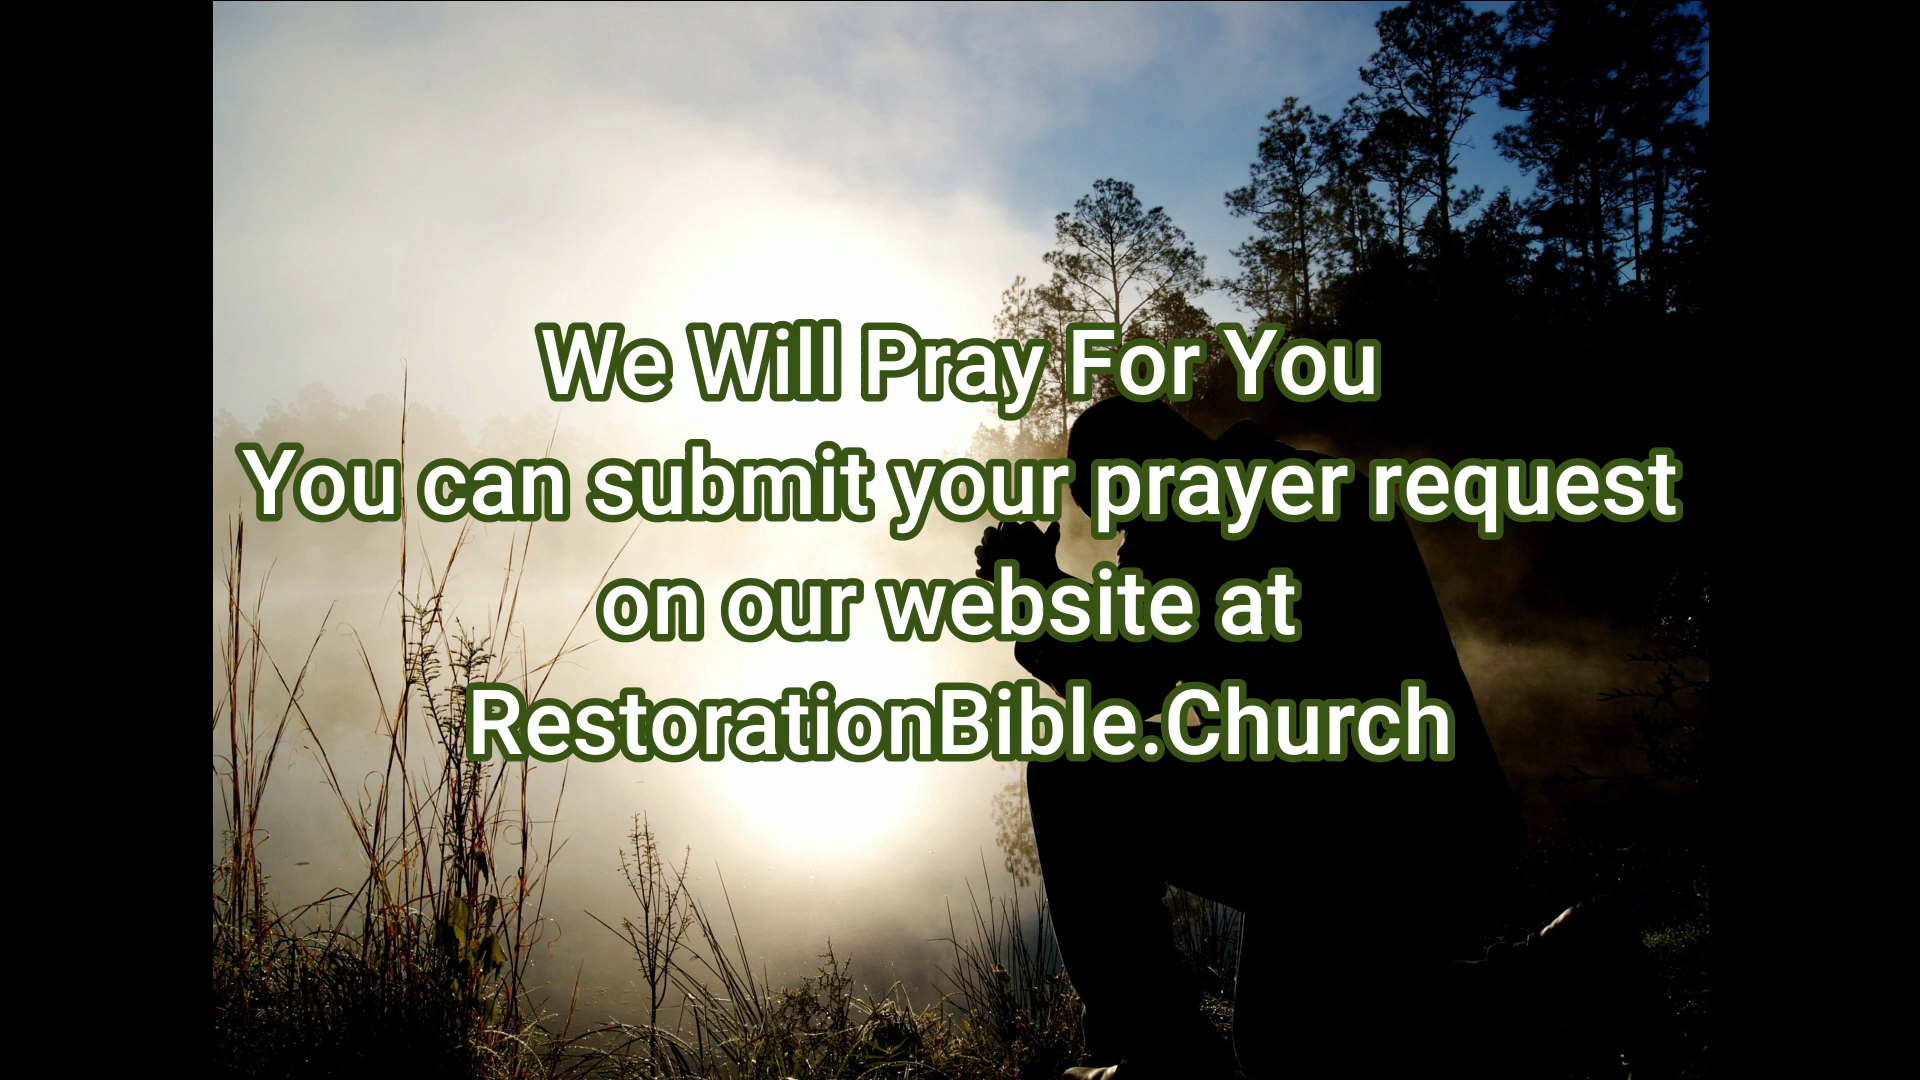 We Will Pray For You
You can submit your prayer request
on our website at
RestorationBible.Church